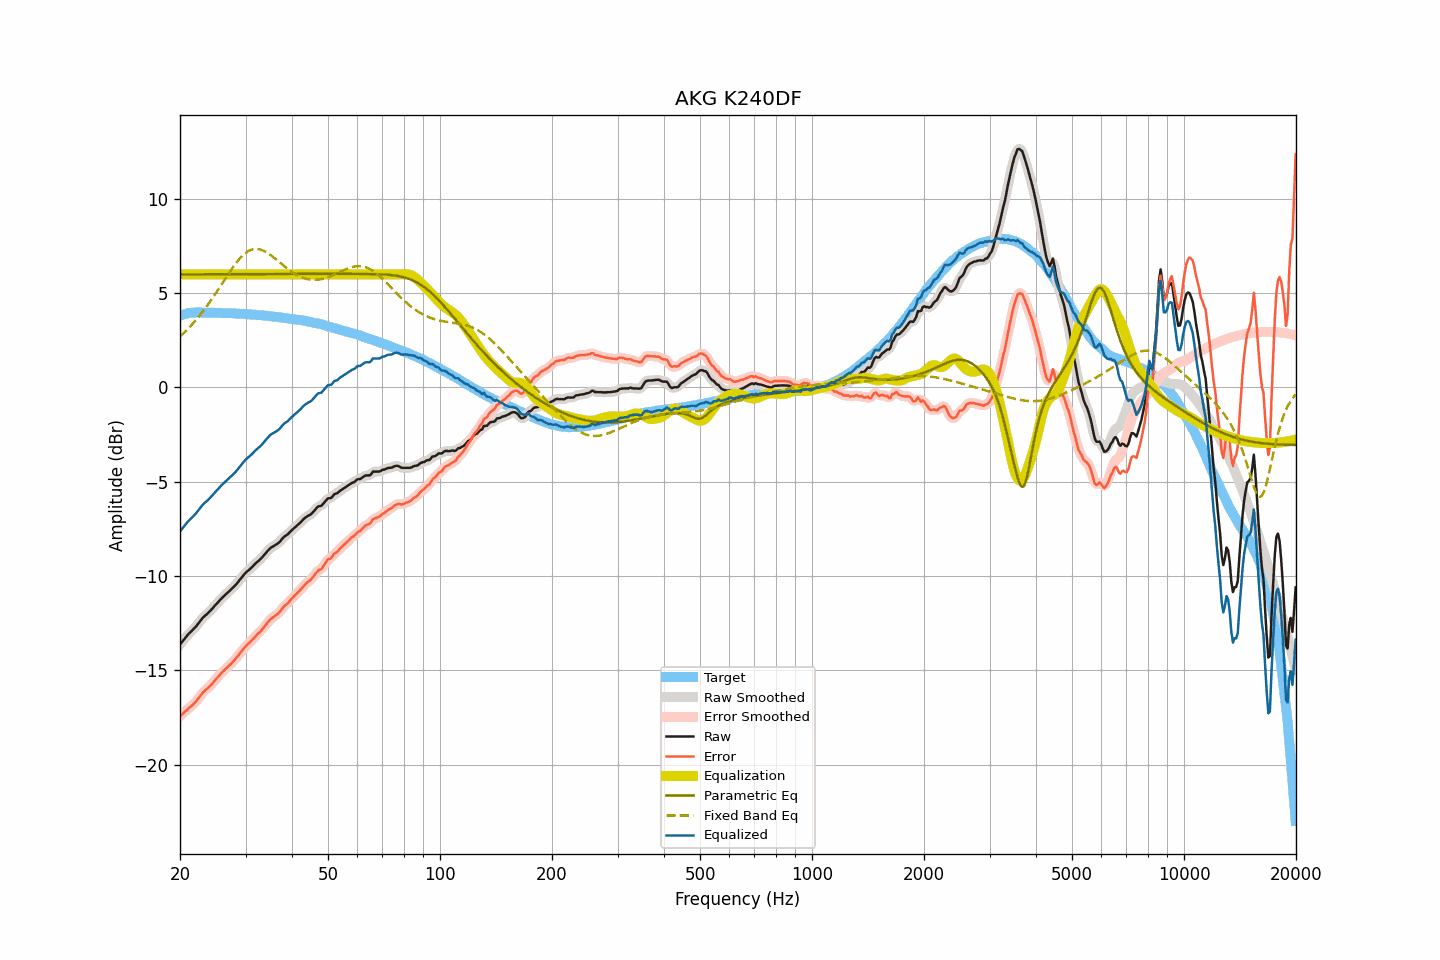 AKG K240DF
Amplitude (dBr)
10
5
0
−5
−10
−15
−20
Target
Raw Smoothed
Error Smoothed
Raw
Error
Equalization
Parametric Eq
Fixed Band Eq
Equalized
20 50 100 200 500 1000 2000 5000 10000 20000
Frequency (Hz)